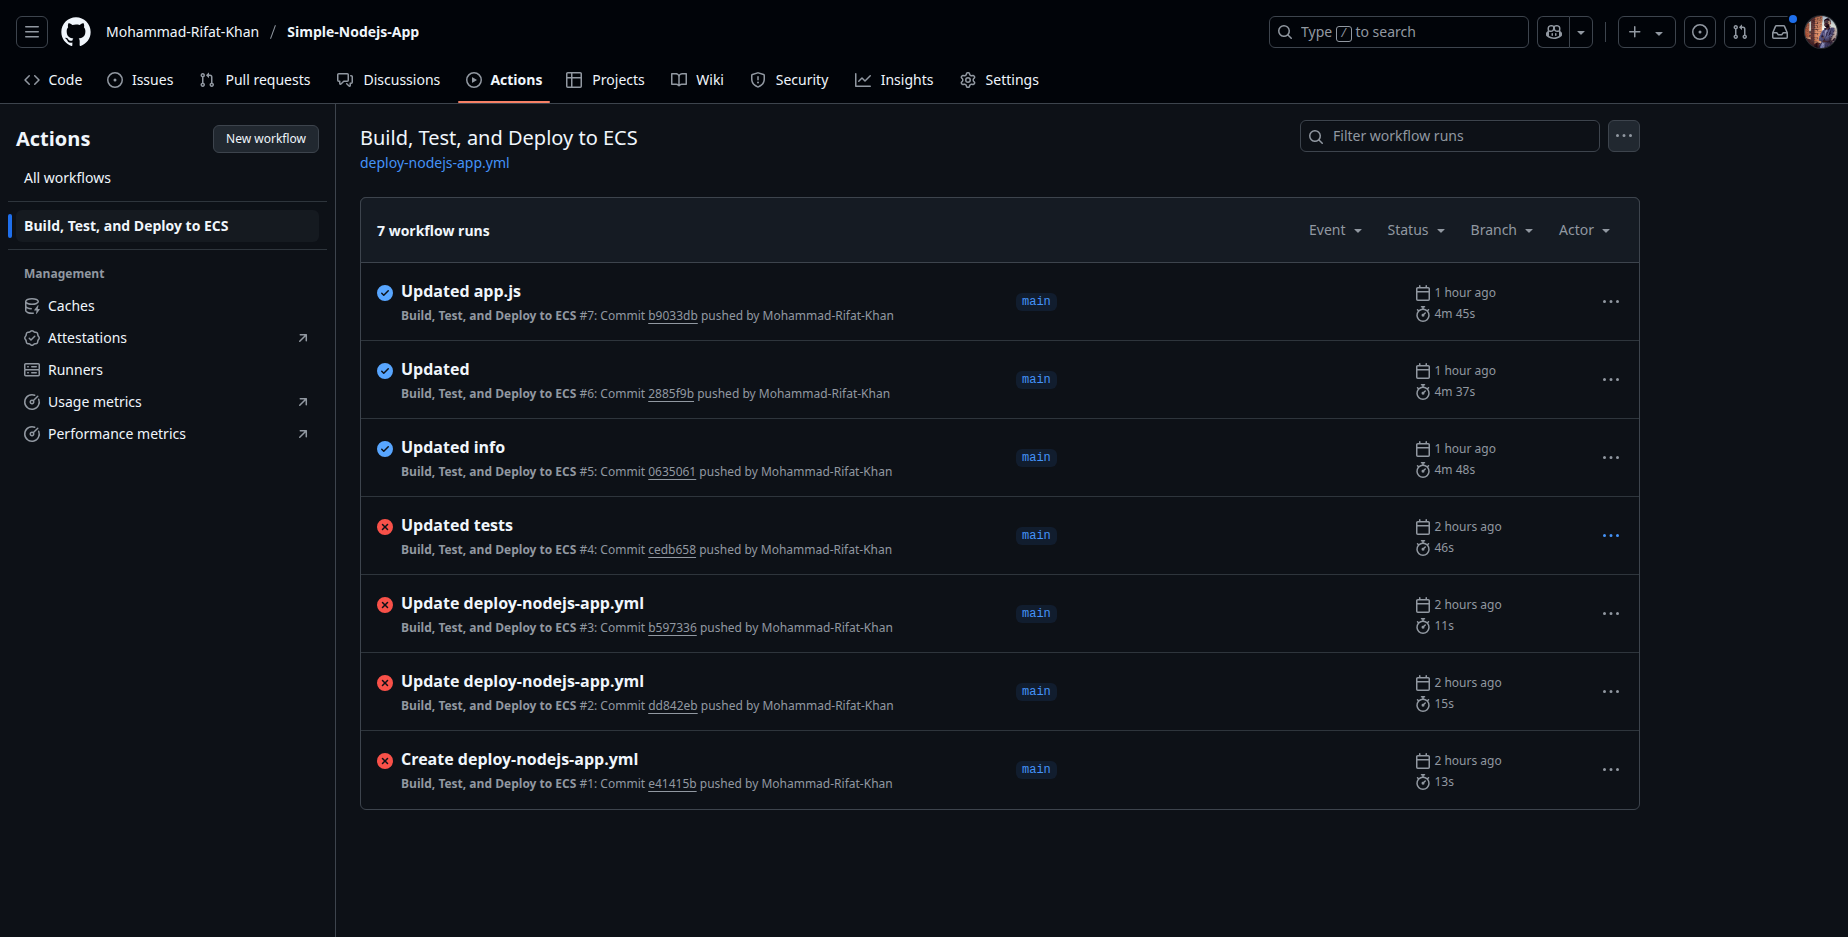 Mohammad-Rifat-Khan / Simple-Nodejs-App
Type / to search
Code Issues Pull requests Discussions Actions Projects Wiki Security Insights Settings
Actions
New workflow
All workflows
Build, Test, and Deploy to ECS
Management
Caches
Attestations
Runners
Usage metrics
Performance metrics
Build, Test, and Deploy to ECS
deploy-nodejs-app.yml
Filter workflow runs
7 workflow runs
Event Status Branch Actor
Updated app.js
Build, Test, and Deploy to ECS #7: Commit b9033db pushed by Mohammad-Rifat-Khan
main
1 hour ago
4m 45s
Updated
Build, Test, and Deploy to ECS #6: Commit 2885f9b pushed by Mohammad-Rifat-Khan
main
1 hour ago
4m 37s
Updated info
Build, Test, and Deploy to ECS #5: Commit 0635061 pushed by Mohammad-Rifat-Khan
main
1 hour ago
4m 48s
Updated tests
Build, Test, and Deploy to ECS #4: Commit cedb658 pushed by Mohammad-Rifat-Khan
main
2 hours ago
46s
Update deploy-nodejs-app.yml
Build, Test, and Deploy to ECS #3: Commit b597336 pushed by Mohammad-Rifat-Khan
main
2 hours ago
11s
Update deploy-nodejs-app.yml
Build, Test, and Deploy to ECS #2: Commit dd842eb pushed by Mohammad-Rifat-Khan
main
2 hours ago
15s
Create deploy-nodejs-app.yml
Build, Test, and Deploy to ECS #1: Commit e41415b pushed by Mohammad-Rifat-Khan
main
2 hours ago
13s